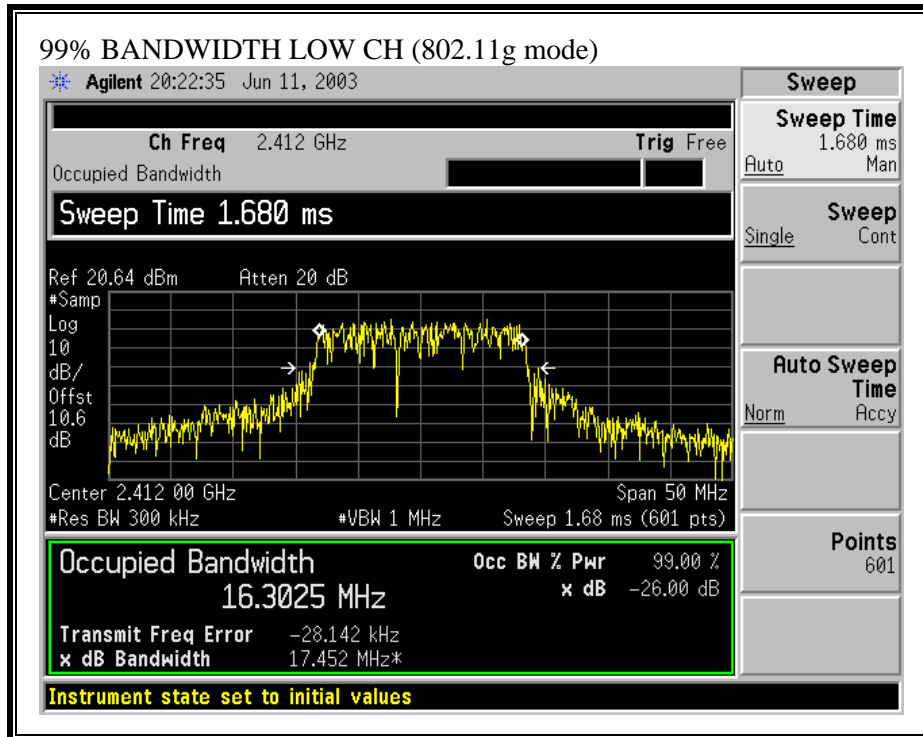 99% BANDWIDTH LOW CH (802.11g mode)
Agilent 20:22:35 Jun 11, 2003
Sweep
Ch Freq 2.412 GHz Trig Free
Occupied Bandwidth
Sweep Time 1.680 ms
Sweep Time
1.680 ms
Auto Man
Sweep
Single Cont
Auto Sweep
Time
Norm Accy
Points
601
Ref 20.64 dBm Atten 20 dB
#Samp
Log
10
dB/
Offst
10.6
dB
Center 2.412 00 GHz Span 50 MHz
#Res BW 300 kHz #VBW 1 MHz Sweep 1.68 ms (601 pts)
Occupied Bandwidth Occ BW % Pwr 99.00 %
16.3025 MHz x dB -26.00 dB
Transmit Freq Error -28.142 kHz
x dB Bandwidth 17.452 MHz*
Instrument state set to initial values